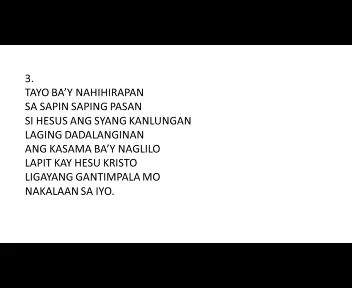 3.
TAYO BA'Y NAHIHIRAPAN
SA SAPIN SAPING PASAN
SI HESUS ANG SYANG KANLUNGAN
LAGING DADALANGINAN
ANG KASAMA BA'Y NAGLILO
LAPIT KAY HESU KRISTO
LIGAYANG GANTIMPALA MO
NAKALAAN SA IYO.